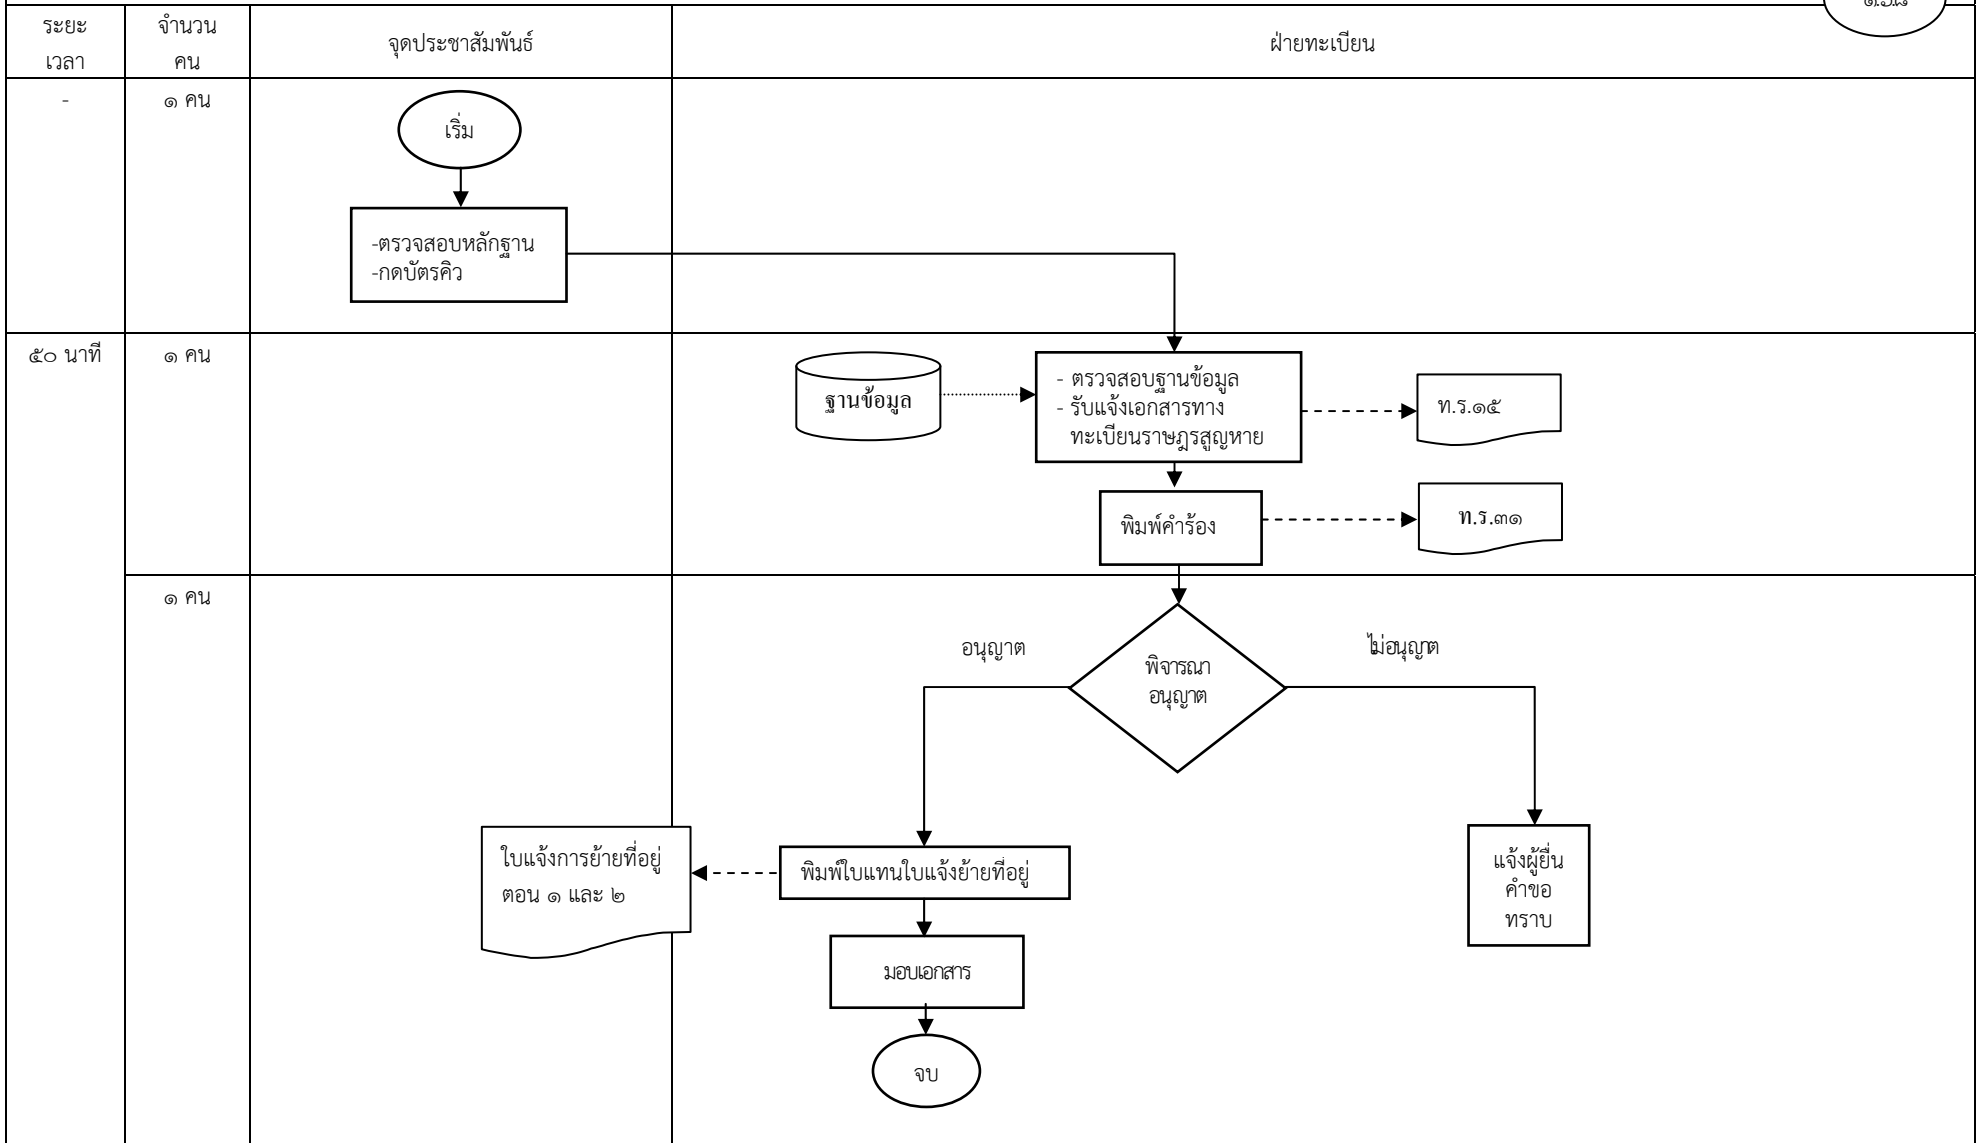 ระยะ
เวลา
จำนวน
คน
จุดประชาสัมพันธ์
ฝ่ายทะเบียน
-
๑ คน
เริ่ม
-ตรวจสอบหลักฐาน
-กดบัตรคิว
๕๐ นาที
๑ คน
ฐานข้อมูล
- ตรวจสอบฐานข้อมูล
- รับแจ้งเอกสารทาง
ทะเบียนราษฎรสูญหาย
ท.ร.๑๕
พิมพ์คำร้อง
ท.ร.๓๑
๑ คน
อนุญาต
ไม่อนุญาต
พิจารณา
อนุญาต
ใบแจ้งการย้ายที่อยู่
ตอน ๑ และ ๒
พิมพ์ใบแทนใบแจ้งย้ายที่อยู่
แจ้งผู้ยื่น
คำขอ
ทราบ
มอบเอกสาร
จบ